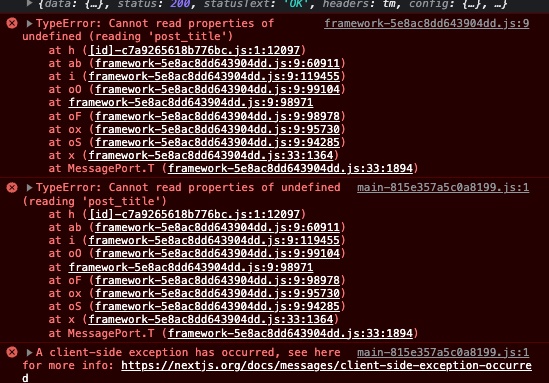 ▶ {data: {…}, status: 200, statusText: 'OK', headers: tm, config: {…}, …}
▶ TypeError: Cannot read properties of framework-5e8ac8dd643904dd.js:9
undefined (reading 'post_title')
at h ([id]-c7a9265618b776bc.js:1:12097)
at ab (framework-5e8ac8dd643904dd.js:9:60911)
at i (framework-5e8ac8dd643904dd.js:9:119455)
at oO (framework-5e8ac8dd643904dd.js:9:99104)
at framework-5e8ac8dd643904dd.js:9:98971
at oF (framework-5e8ac8dd643904dd.js:9:98978)
at ox (framework-5e8ac8dd643904dd.js:9:95730)
at oS (framework-5e8ac8dd643904dd.js:9:94285)
at x (framework-5e8ac8dd643904dd.js:33:1364)
at MessagePort.T (framework-5e8ac8dd643904dd.js:33:1894)
▶ TypeError: Cannot read properties of undefined main-815e357a5c0a8199.js:1
(reading 'post_title')
at h ([id]-c7a9265618b776bc.js:1:12097)
at ab (framework-5e8ac8dd643904dd.js:9:60911)
at i (framework-5e8ac8dd643904dd.js:9:119455)
at oO (framework-5e8ac8dd643904dd.js:9:99104)
at framework-5e8ac8dd643904dd.js:9:98971
at oF (framework-5e8ac8dd643904dd.js:9:98978)
at ox (framework-5e8ac8dd643904dd.js:9:95730)
at oS (framework-5e8ac8dd643904dd.js:9:94285)
at x (framework-5e8ac8dd643904dd.js:33:1364)
at MessagePort.T (framework-5e8ac8dd643904dd.js:33:1894)
▶ A client-side exception has occurred, see here main-815e357a5c0a8199.js:1
for more info: https://nextjs.org/docs/messages/client-side-exception-occurre
d